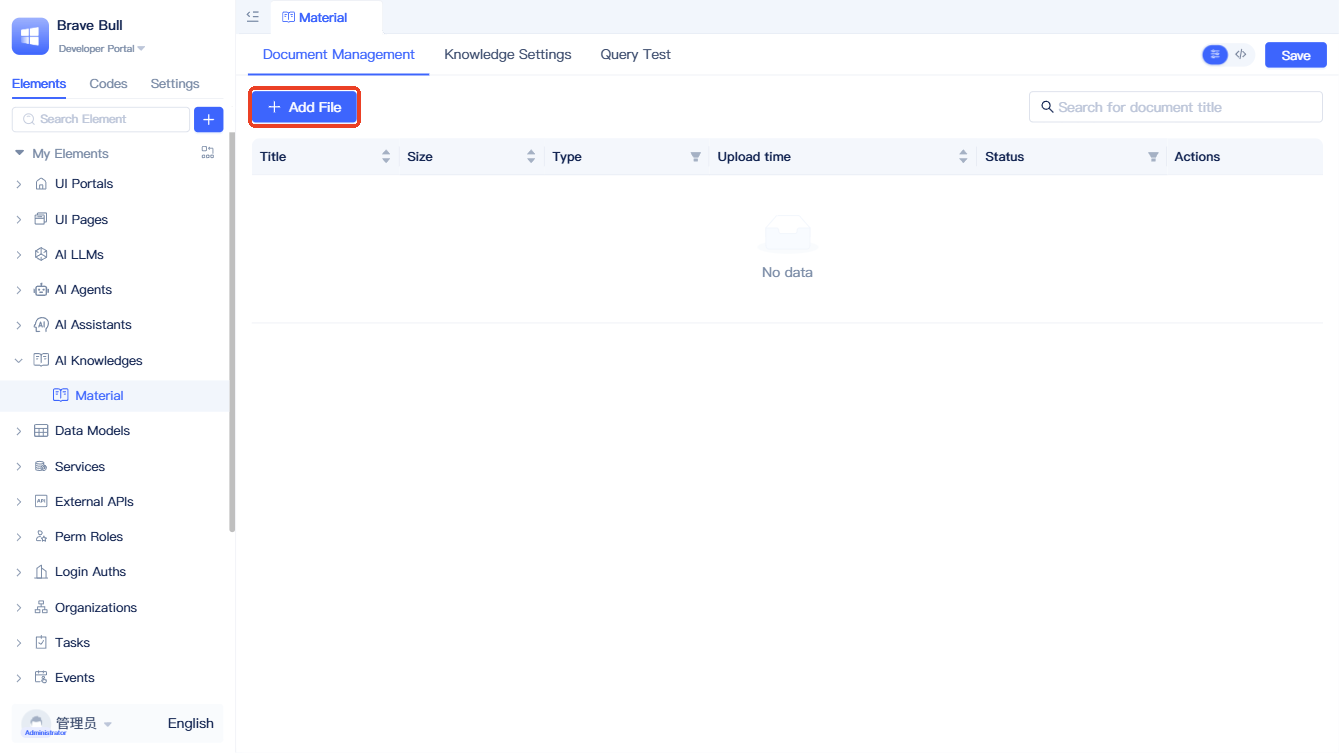 Brave Bull
Developer Portal
Elements Codes Settings
Search Element
My Elements
UI Portals
UI Pages
AI LLMs
AI Agents
AI Assistants
AI Knowledges
Material
Data Models
Services
External APIs
Perm Roles
Login Auths
Organizations
Tasks
Events
管理员
Administrator
English
Material
Document Management Knowledge Settings Query Test
Save
Add File
Search for document title
Title Size Type Upload time Status Actions
No data